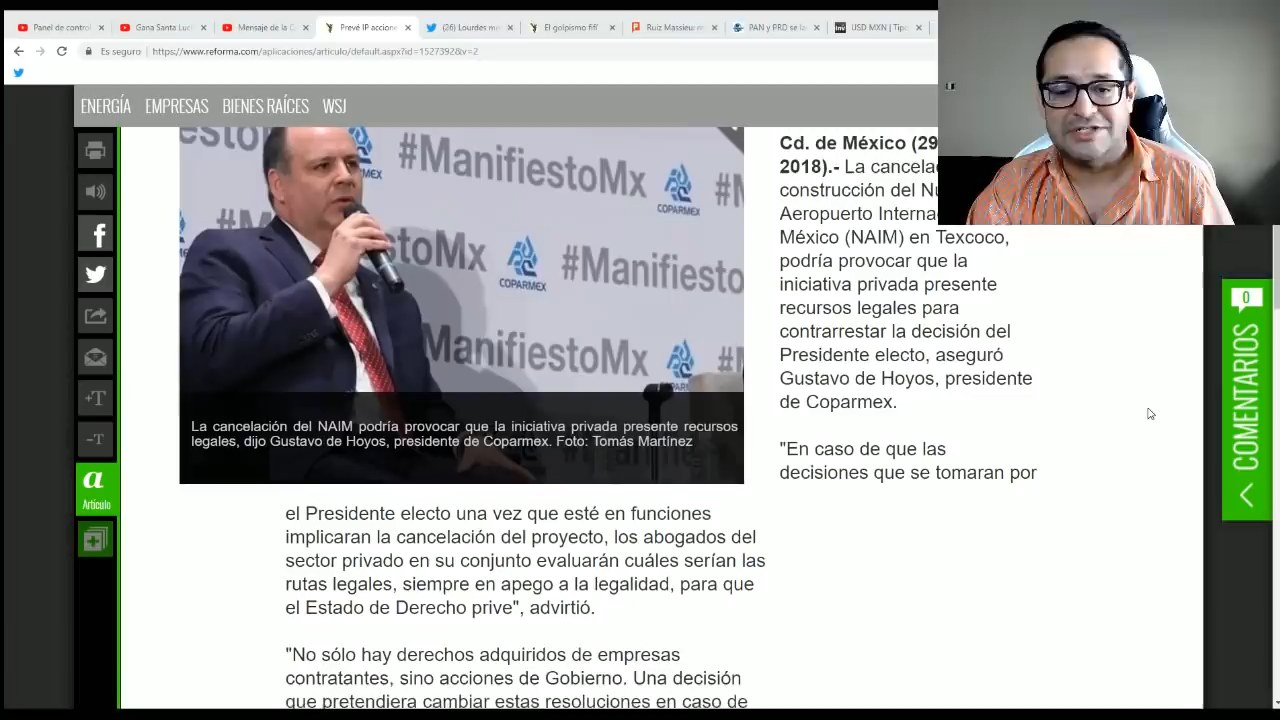 Panel de control
Gana Santa Luc
Mensaje de la C
Prevé IP accione
(26) Lourdes me
El golpismo fifí
Ruiz Massieu m
PAN y PRD se la
USD MXN | Tip
Es seguro
https://www.reforma.com/aplicaciones/articulo/default.aspx?id=1527392&v=2
ENERGÍA EMPRESAS BIENES RAÍCES WSJ
#ManifiestoMx
COPARMEX
COPARMEX
#ManifiestoMx
ManifiestoMx
COPARMEX
La cancelación del NAIM podría provocar que la iniciativa privada presente recursos
legales, dijo Gustavo de Hoyos, presidente de Coparmex. Foto: Tomás Martínez
Cd. de México (29
2018).- La cancela
construcción del Nu
Aeropuerto Interna
México (NAIM) en Texcoco,
podría provocar que la
iniciativa privada presente
recursos legales para
contrarrestar la decisión del
Presidente electo, aseguró
Gustavo de Hoyos, presidente
de Coparmex.
"En caso de que las
decisiones que se tomaran por
el Presidente electo una vez que esté en funciones
implicaran la cancelación del proyecto, los abogados del
sector privado en su conjunto evaluarán cuáles serían las
rutas legales, siempre en apego a la legalidad, para que
el Estado de Derecho prive", advirtió.
"No sólo hay derechos adquiridos de empresas
contratantes, sino acciones de Gobierno. Una decisión
que pretendiera cambiar estas resoluciones en caso de
+T
-T
a
Artículo
0
COMENTARIOS